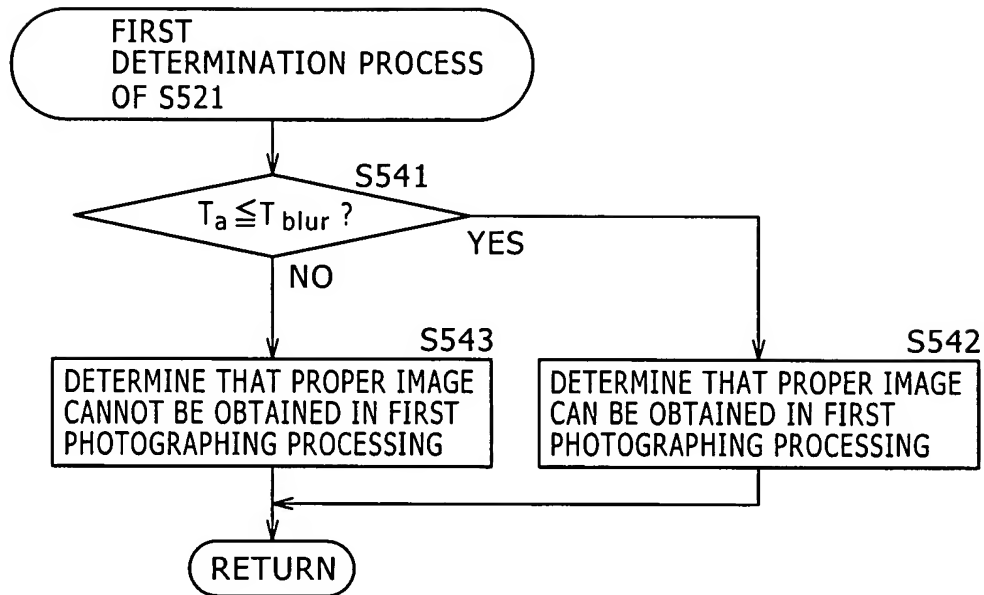 FIRST
DETERMINATION PROCESS
OF S521
S541
Ta≦Tblur ?
YES
NO
S543
DETERMINE THAT PROPER IMAGE
CANNOT BE OBTAINED IN FIRST
PHOTOGRAPHING PROCESSING
S542
DETERMINE THAT PROPER IMAGE
CAN BE OBTAINED IN FIRST
PHOTOGRAPHING PROCESSING
RETURN